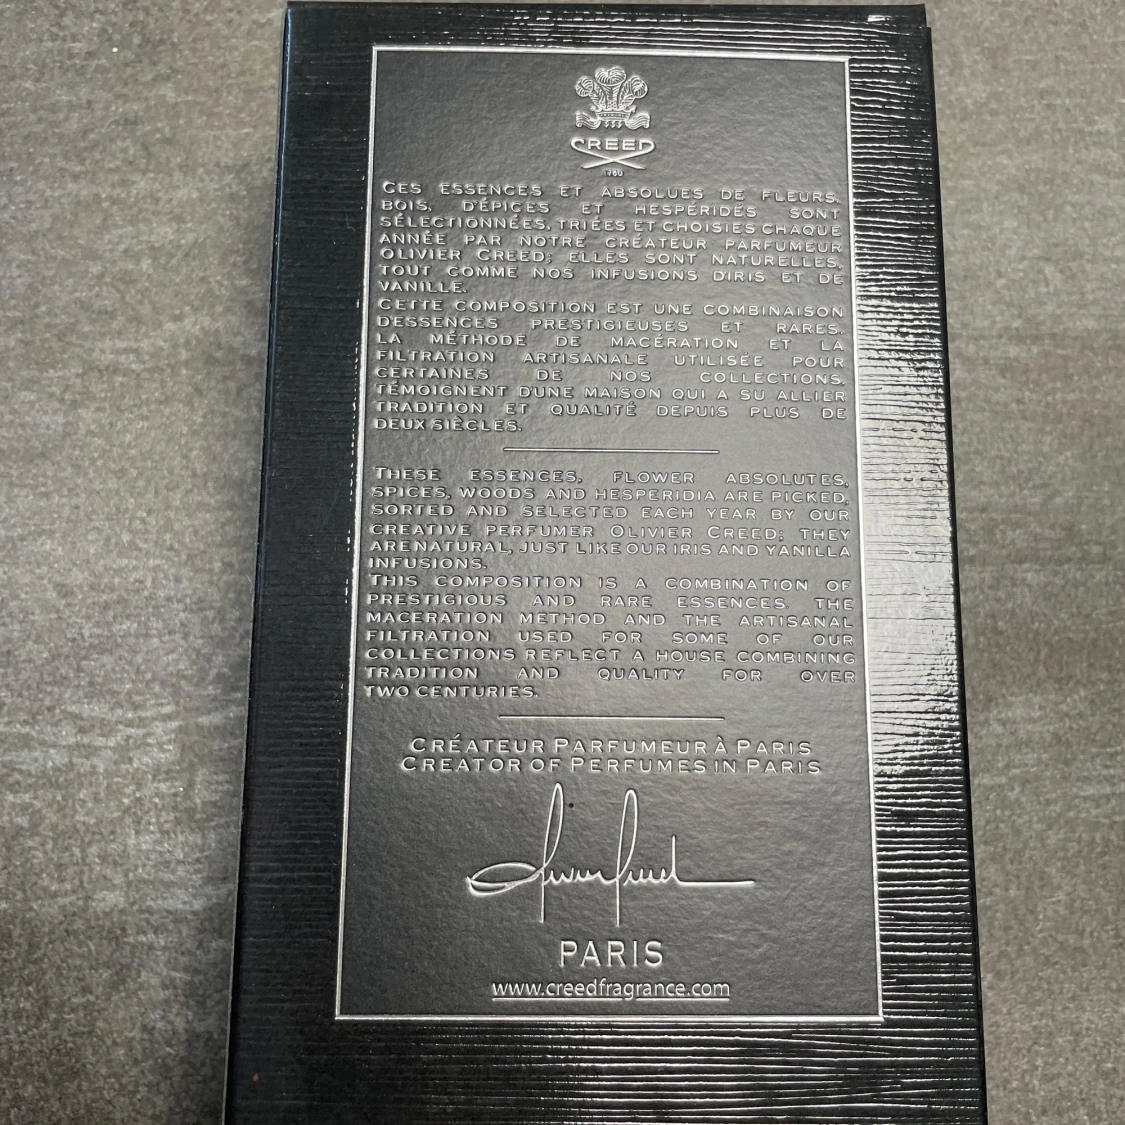 CREED
1760
CES ESSENCES ET ABSOLUES DE FLEURS,
BOIS, D'ÉPICES ET HESPÉRIDÉS SONT
SÉLECTIONNÉES, TRIÉES ET CHOISIES CHAQUE
ANNÉE PAR NOTRE CRÉATEUR PARFUMEUR
OLIVIER CREED; ELLES SONT NATURELLES,
TOUT COMME NOS INFUSIONS D'IRIS ET DE
VANILLE.
CETTE COMPOSITION EST UNE COMBINAISON
D'ESSENCES PRESTIGIEUSES ET RARES.
LA MÉTHODE DE MACÉRATION ET LA
FILTRATION ARTISANALE UTILISÉE POUR
CERTAINES DE NOS COLLECTIONS,
TÉMOIGNENT D'UNE MAISON QUI A SU ALLIER
TRADITION ET QUALITÉ DEPUIS PLUS DE
DEUX SIÈCLES.
THESE ESSENCES, FLOWER ABSOLUTES,
SPICES, WOODS AND HESPERIDIA ARE PICKED,
SORTED AND SELECTED EACH YEAR BY OUR
CREATIVE PERFUMER OLIVIER CREED; THEY
ARE NATURAL, JUST LIKE OUR IRIS AND VANILLA
INFUSIONS.
THIS COMPOSITION IS A COMBINATION OF
PRESTIGIOUS AND RARE ESSENCES. THE
MACERATION METHOD AND THE ARTISANAL
FILTRATION USED FOR SOME OF OUR
COLLECTIONS REFLECT A HOUSE COMBINING
TRADITION AND QUALITY FOR OVER
TWO CENTURIES.
CRÉATEUR PARFUMEUR À PARIS
CREATOR OF PERFUMES IN PARIS
Olivier Creed
PARIS
www.creedfragrance.com